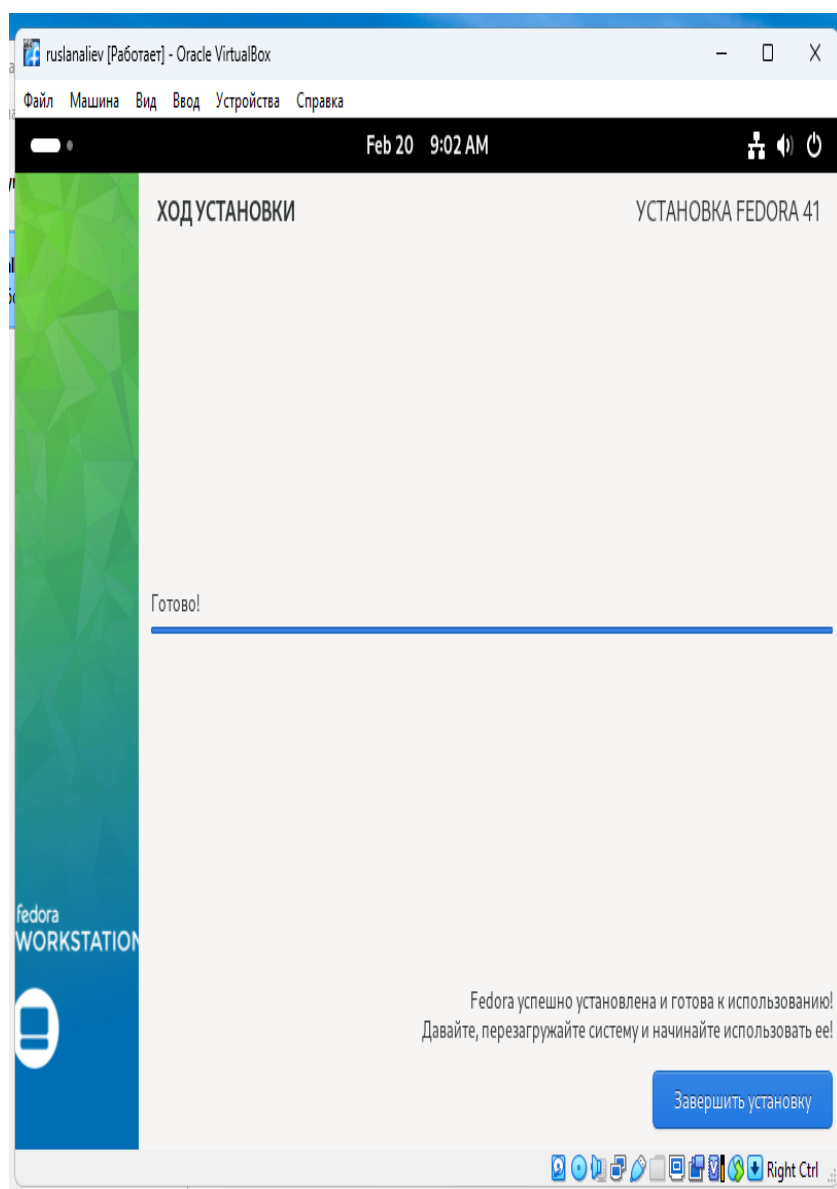 ruslanaliev [Работает] - Oracle VirtualBox
Файл Машина Вид Ввод Устройства Справка
Feb 20 9:02 AM
ХОД УСТАНОВКИ
УСТАНОВКА FEDORA 41
Готово!
fedora
WORKSTATION
Fedora успешно установлена и готова к использованию!
Давайте, перезагружайте систему и начинайте использовать ее!
Завершить установку
Right Ctrl